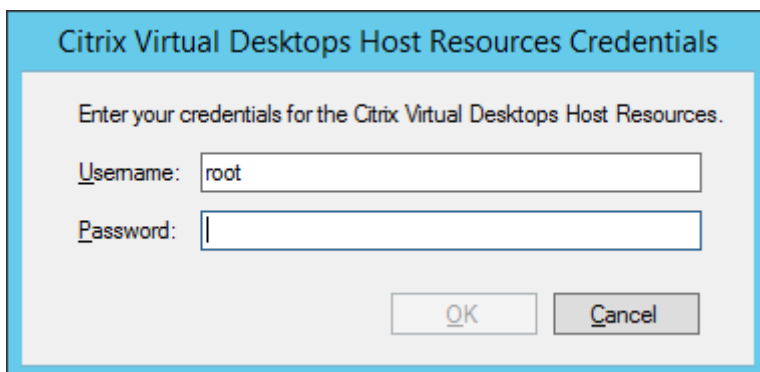 Citrix Virtual Desktops Host Resources Credentials
Enter your credentials for the Citrix Virtual Desktops Host Resources.
Username: root
Password:
OK Cancel